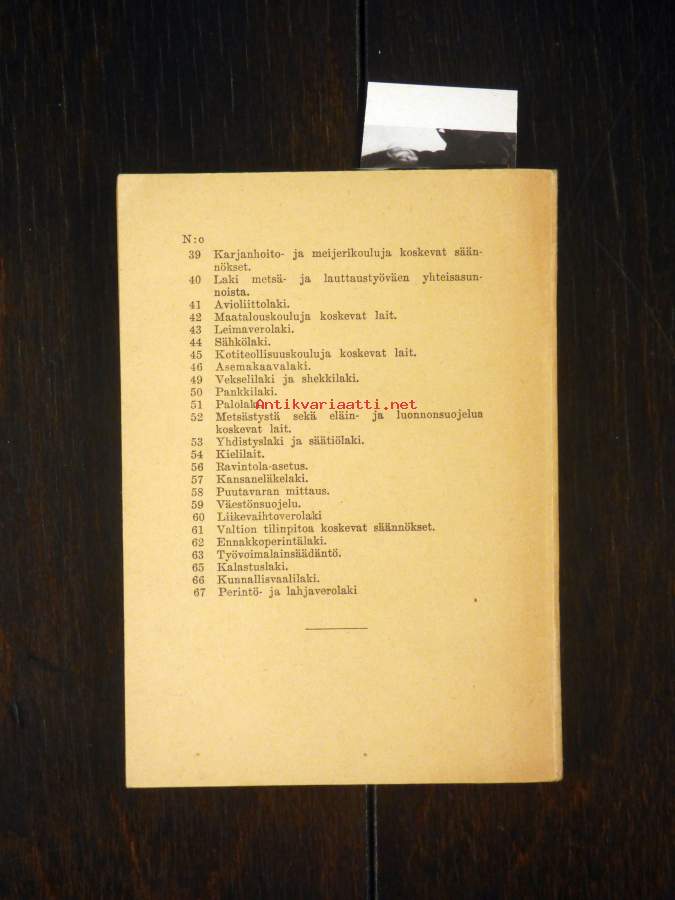 N:o
39 Karjanhoito- ja meijerikouluja koskevat sään-
nökset.
40 Laki metsä- ja lauttaustyöväen yhteisasun-
noista.
41 Avioliittolaki.
42 Maatalouskouluja koskevat lait.
43 Leimaverolaki.
44 Sähkölaki.
45 Kotiteollisuuskouluja koskevat lait.
46 Asemakaavalaki.
49 Vekselilaki ja shekkilaki.
50 Pankkilaki.
51 Palolaki.
Antikvariaatti.net
52 Metsästystä sekä eläin- ja luonnonsuojelua
koskevat lait.
53 Yhdistyslaki ja säätiölaki.
54 Kielilait.
56 Ravintola-asetus.
57 Kansaneläkelaki.
58 Puutavaran mittaus.
59 Väestönsuojelu.
60 Liikevaihtoverolaki
61 Valtion tilinpitoa koskevat säännökset.
62 Ennakkoperintälaki.
63 Työvoimalainsäädäntö.
65 Kalastuslaki.
66 Kunnallisvaalilaki.
67 Perintö- ja lahjaverolaki